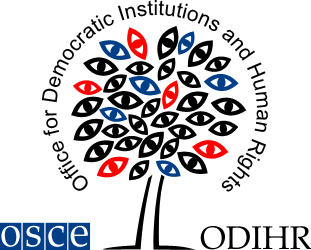 Office for Democratic Institutions and Human Rights
osce
ODIHR